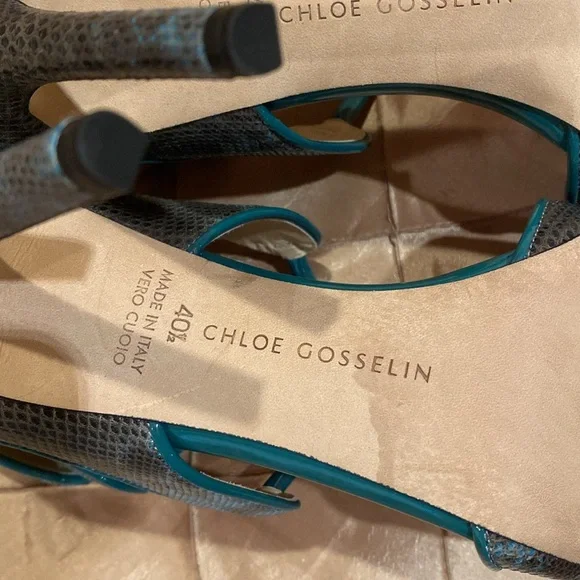 CHLOE GOSSELIN
40½
MADE IN ITALY
VERO CUOIO
CHLOE GOSSELIN